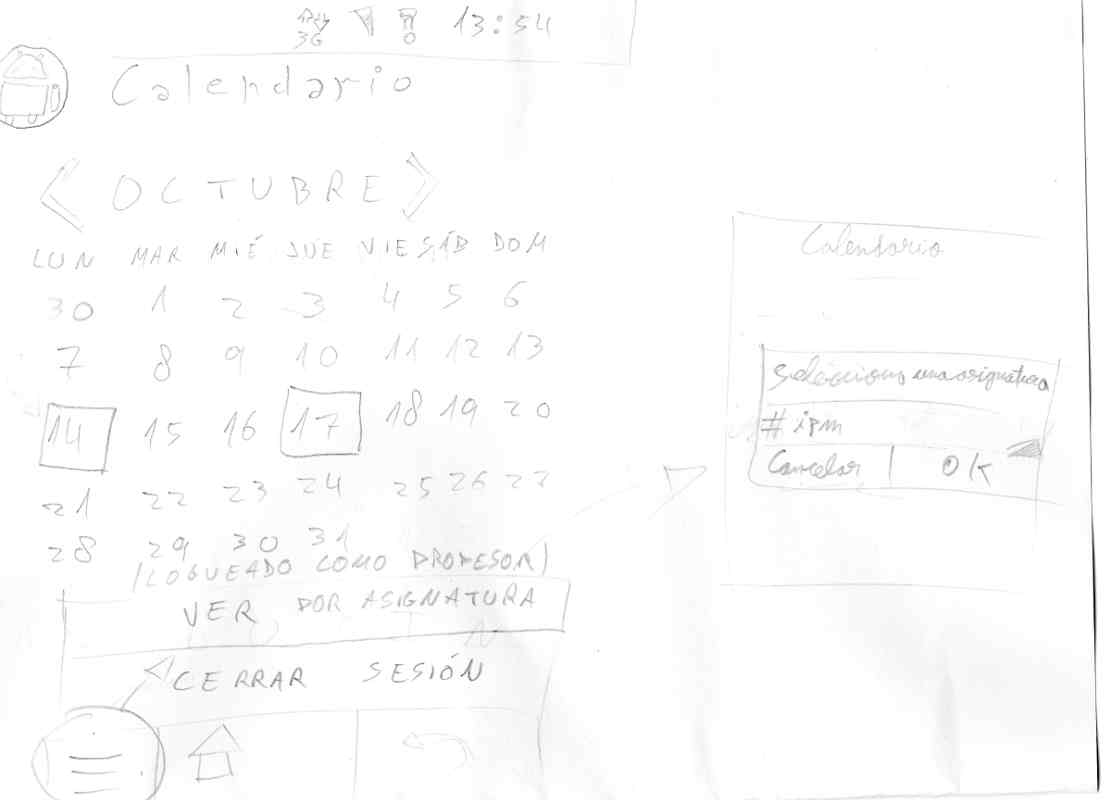 3G 0 13:54
Calendario
< OCTUBRE >
LUN MAR MIÉ JUE VIE SÁB DOM
30 1 2 3 4 5 6
7 8 9 10 11 12 13
14 15 16 17 18 19 20
21 22 23 24 25 26 27
28 29 30 31
(LOGUEADO COMO PROFESOR)
VER POR ASIGNATURA
CERRAR SESIÓN
Calendario
Selecciona una asignatura
# ipm
Cancelar | OK